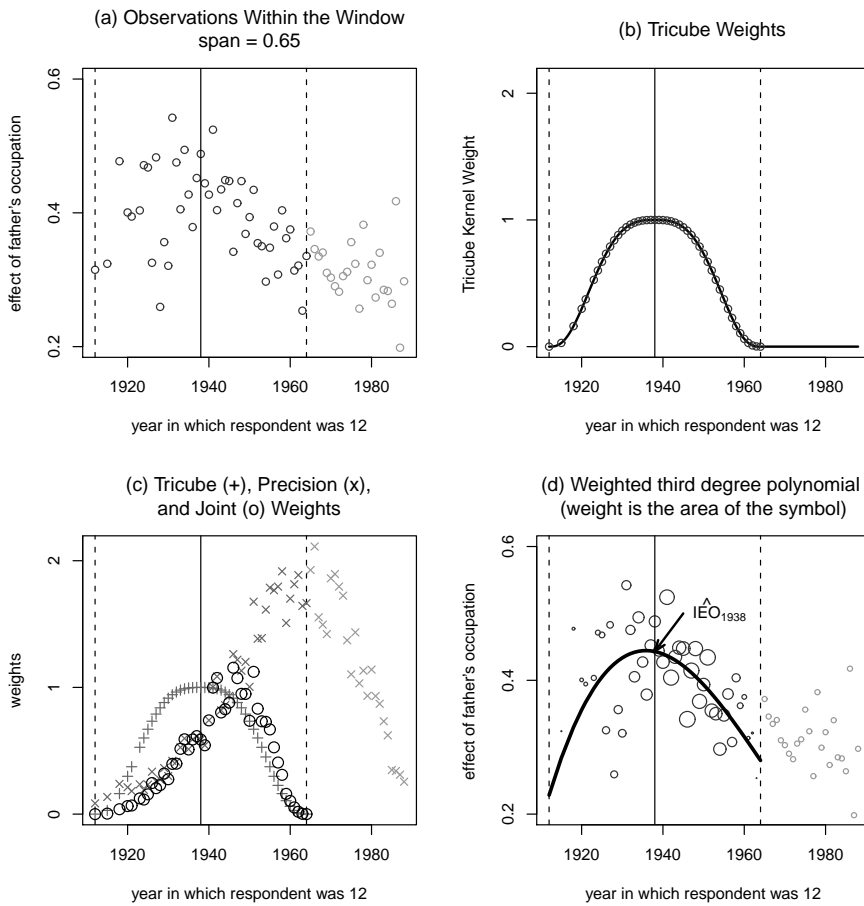 (a) Observations Within the Window
span = 0.65
effect of father's occupation
0.6
0.4
0.2
1920 1940 1960 1980
year in which respondent was 12
(b) Tricube Weights
Tricube Kernel Weight
2
1
0
1920 1940 1960 1980
year in which respondent was 12
(c) Tricube (+), Precision (x),
and Joint (o) Weights
weights
2
1
0
1920 1940 1960 1980
year in which respondent was 12
(d) Weighted third degree polynomial
(weight is the area of the symbol)
effect of father's occupation
0.6
0.4
0.2
IÊO1938
1920 1940 1960 1980
year in which respondent was 12